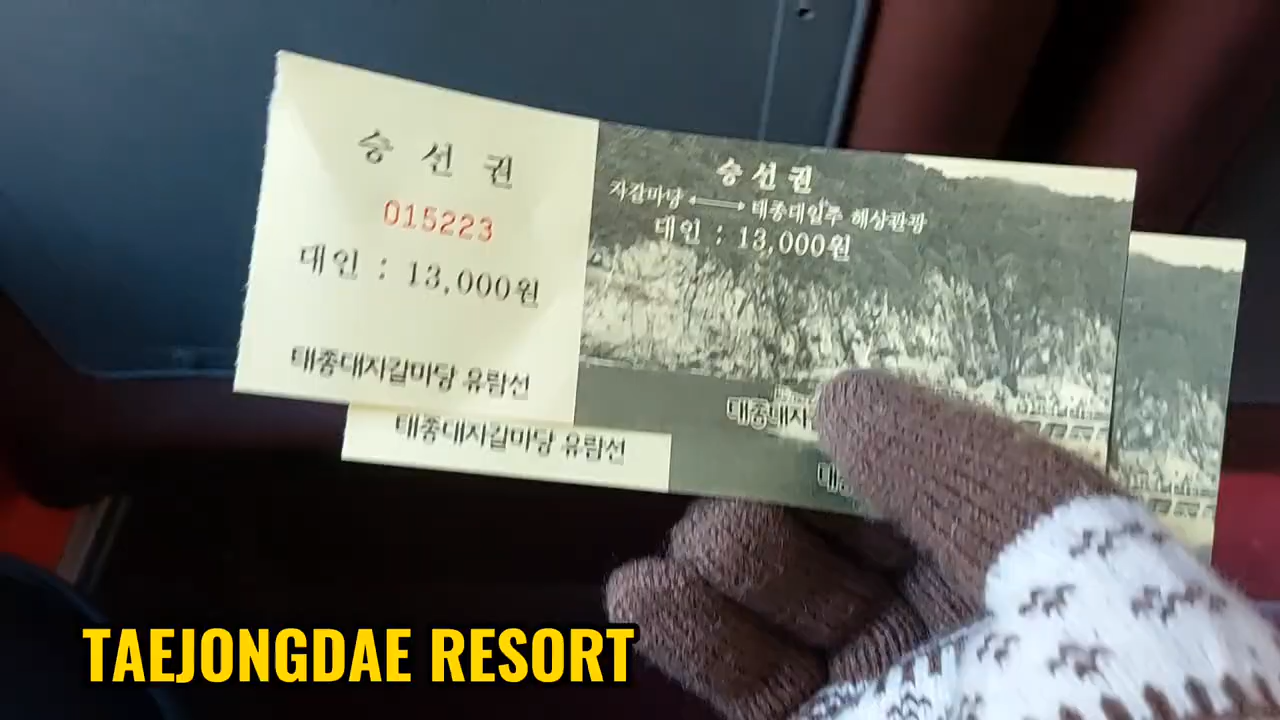 승 선 권
015223
대인 : 13,000원
태종대자갈마당 유람선
승선권
자갈마당 ⟷ 태종대일주 해상관광
대인 : 13,000원
태종대자갈마당 유람선
TAEJONGDAE RESORT